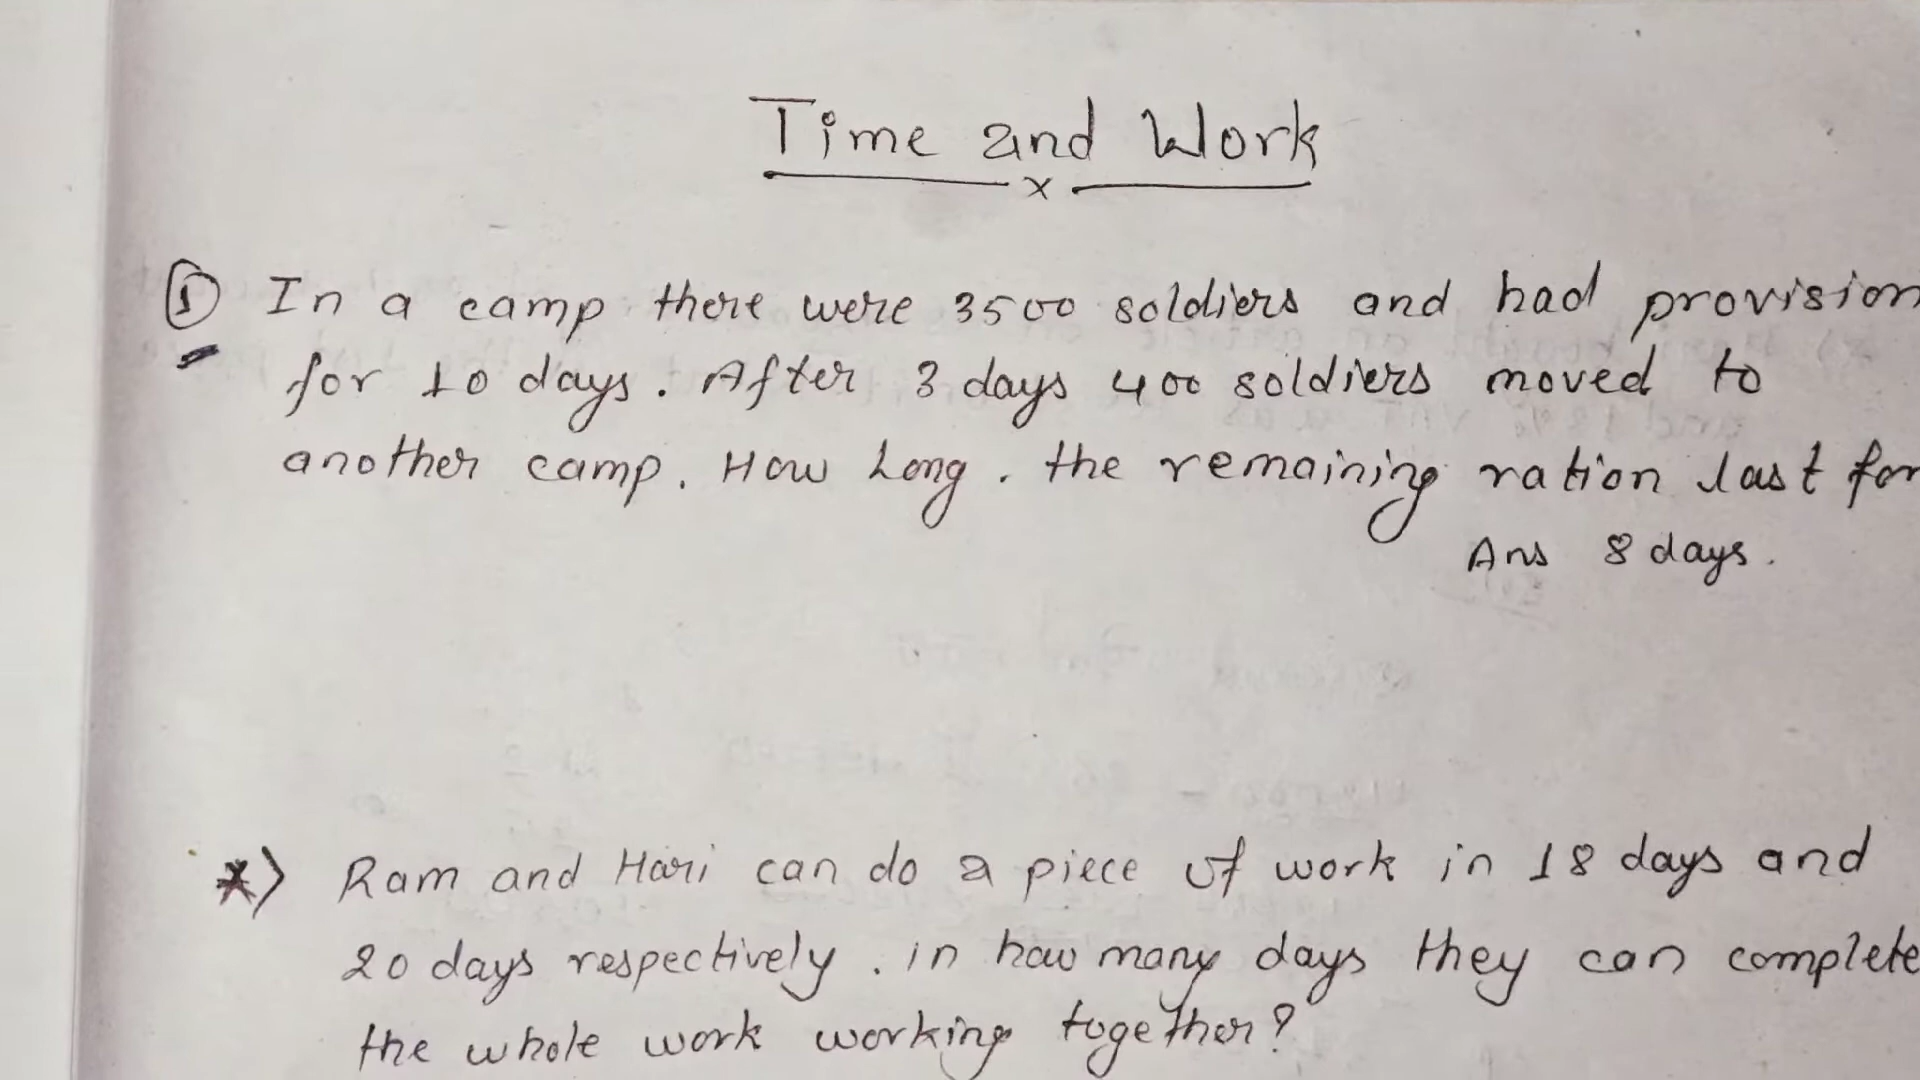 Time and Work
x
1 In a camp there were 3500 soldiers and had provision
for 10 days. After 3 days 400 soldiers moved to
another camp. How Long. the remaining ration last for
Ans 8 days.
*) Ram and Hari can do a piece of work in 18 days and
20 days respectively. in how many days they can complete
the whole work working together?